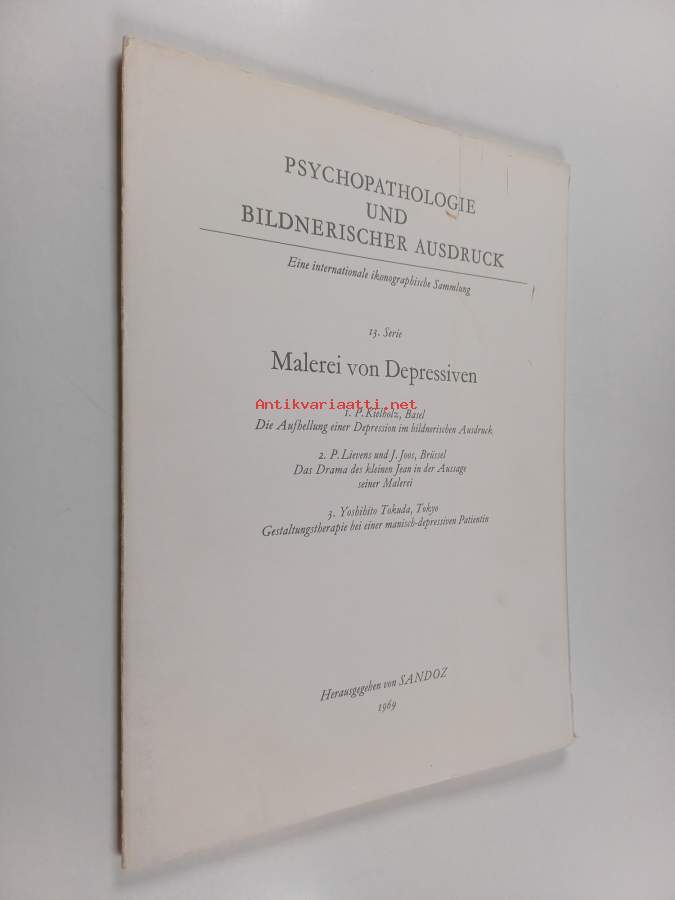 PSYCHOPATHOLOGIE
UND
BILDNERISCHER AUSDRUCK
Eine internationale ikonographische Sammlung
13. Serie
Malerei von Depressiven
Antikvariaatti.net
1. P. Kielholz, Basel
Die Aufhellung einer Depression im bildnerischen Ausdruck
2. P. Lievens und J. Joos, Brüssel
Das Drama des kleinen Jean in der Aussage
seiner Malerei
3. Yoshihito Tokuda, Tokyo
Gestaltungstherapie bei einer manisch-depressiven Patientin
Herausgegeben von SANDOZ
1969